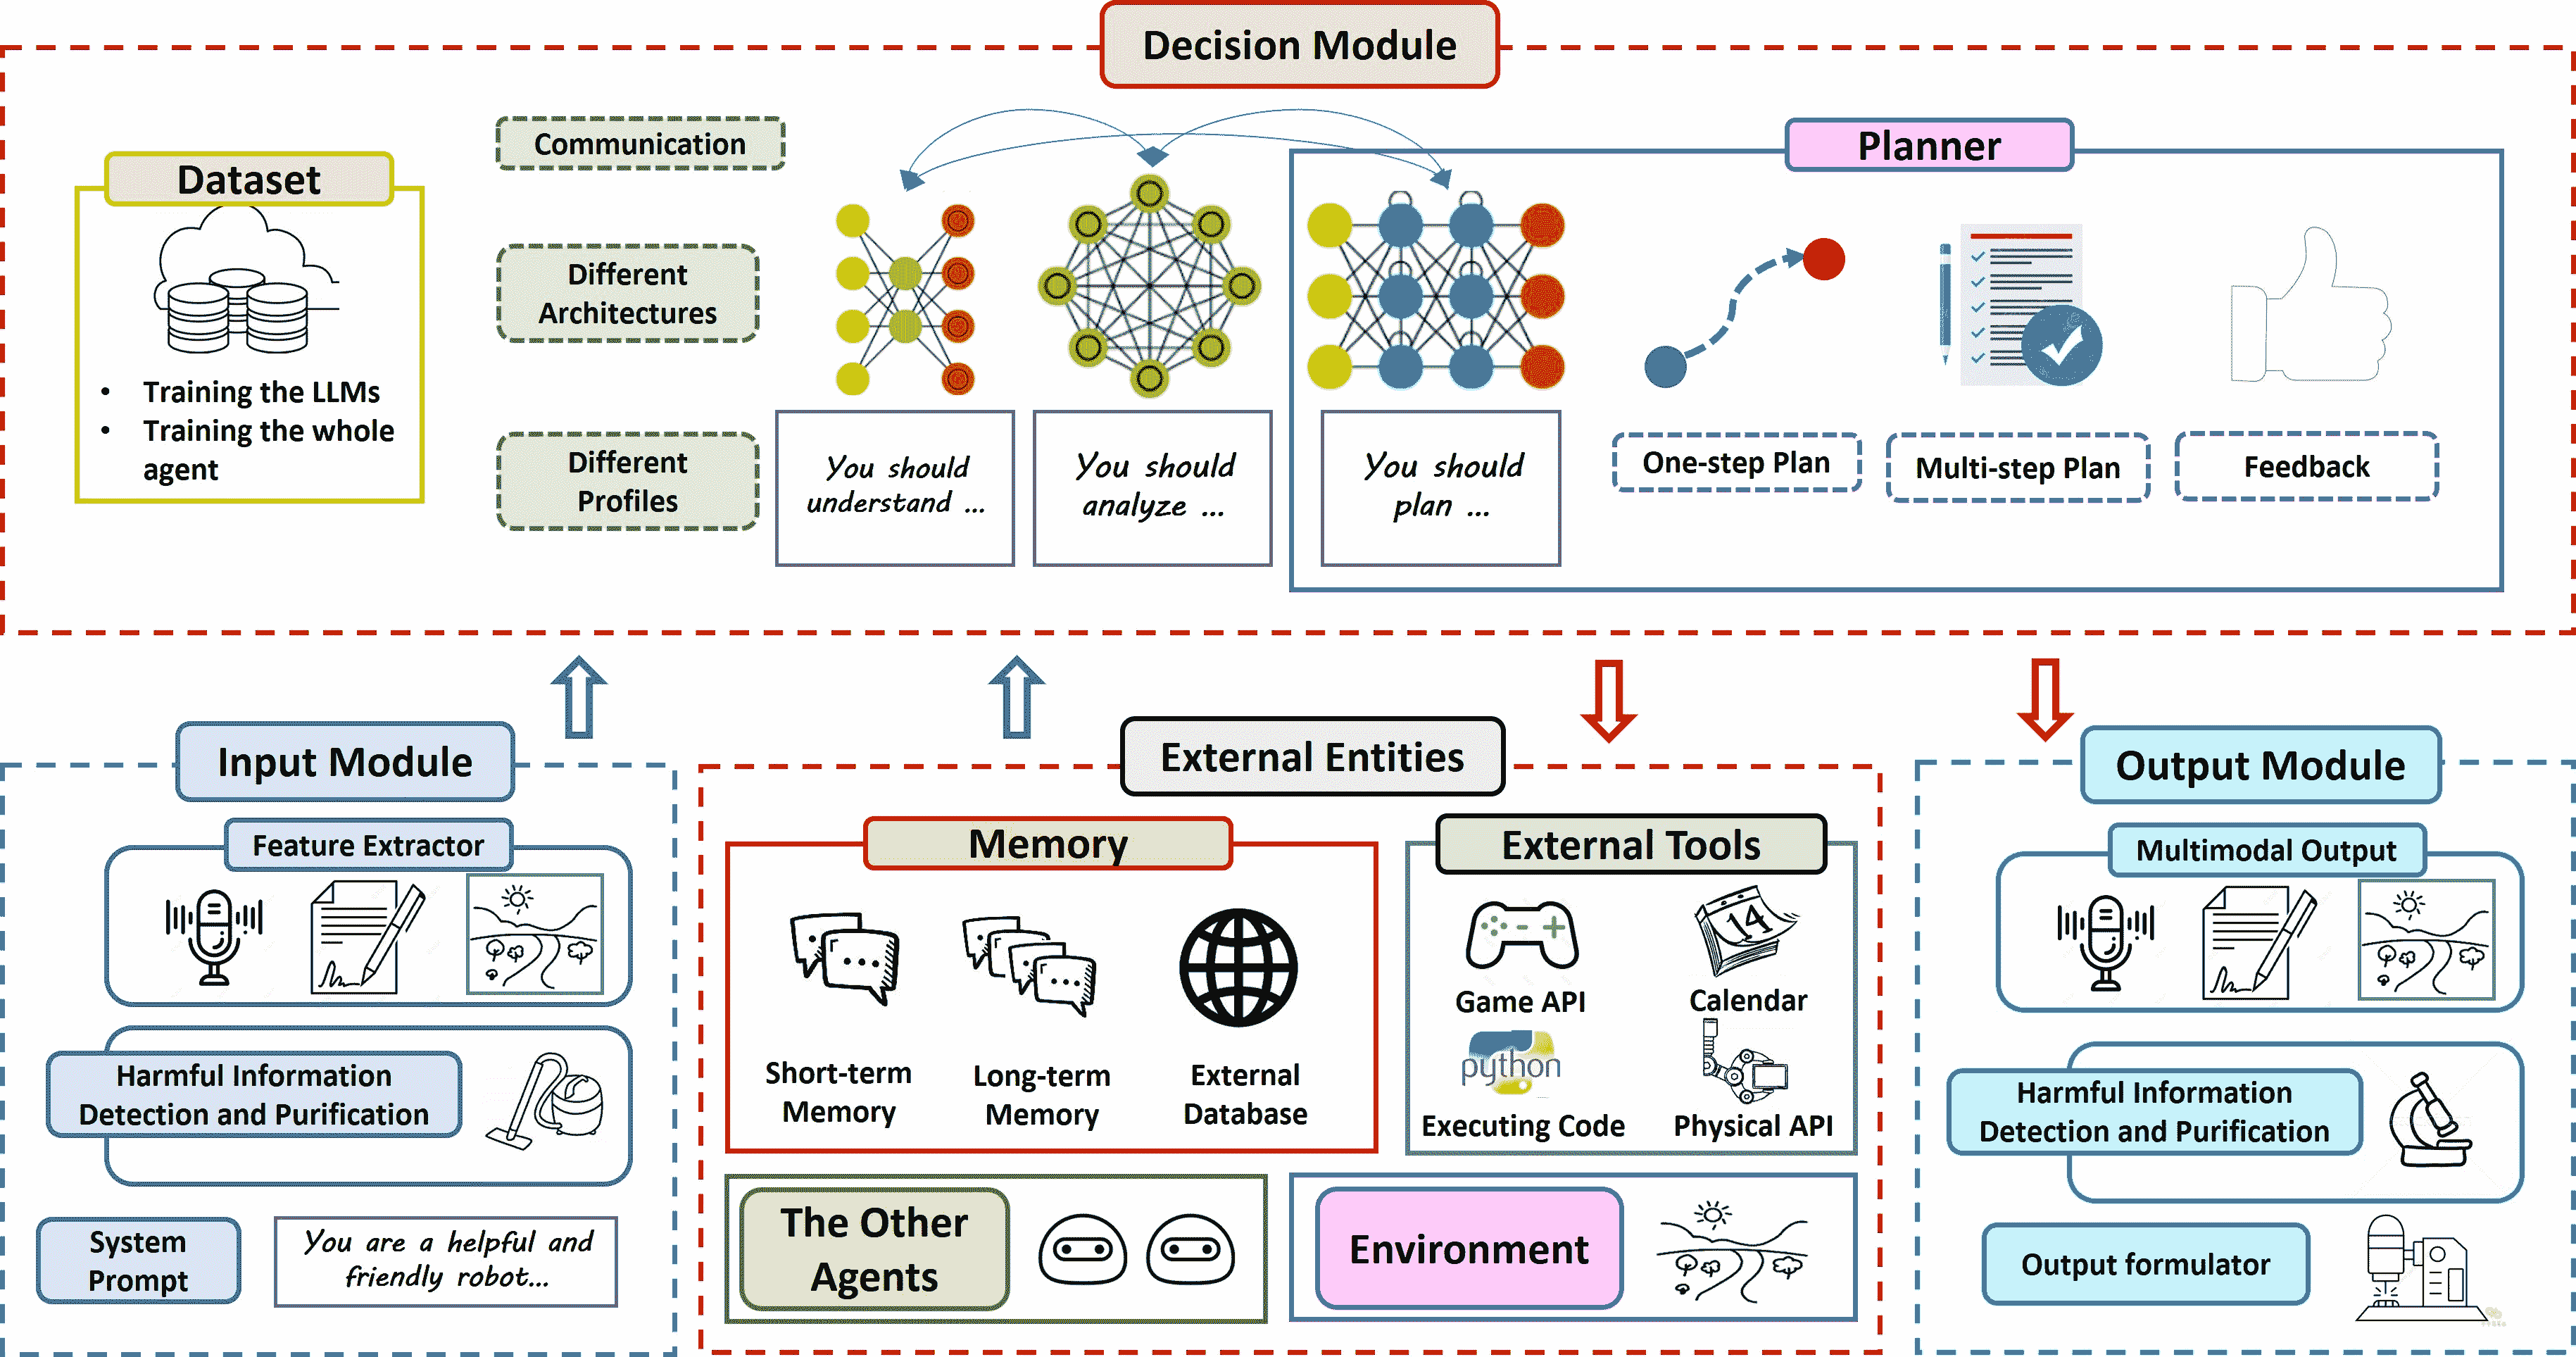 Decision Module
Dataset
• Training the LLMs
• Training the whole
agent
Communication
Different
Architectures
Different
Profiles
You should
understand ...
You should
analyze ...
You should
plan ...
Planner
One-step Plan
Multi-step Plan
Feedback
Input Module
Feature Extractor
Harmful Information
Detection and Purification
System
Prompt
You are a helpful and
friendly robot...
External Entities
Memory
Short-term
Memory
Long-term
Memory
External
Database
External Tools
Game API
14
Calendar
python
Executing Code
Physical API
The Other
Agents
Environment
Output Module
Multimodal Output
Harmful Information
Detection and Purification
Output formulator